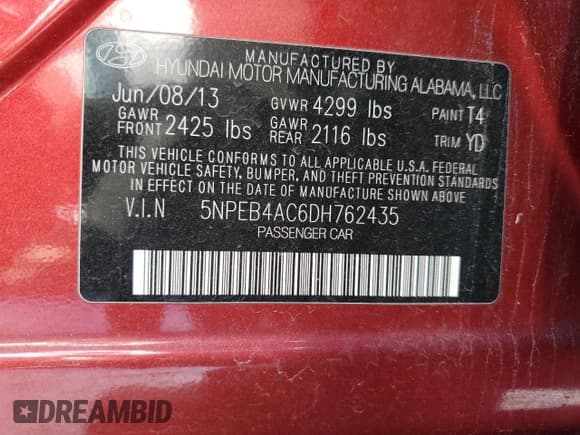 MANUFACTURED BY
HYUNDAI MOTOR MANUFACTURING ALABAMA, LLC
Jun/08/13 GVWR 4299 lbs PAINT T4
GAWR FRONT 2425 lbs GAWR REAR 2116 lbs TRIM YD
THIS VEHICLE CONFORMS TO ALL APPLICABLE U.S.A. FEDERAL
MOTOR VEHICLE SAFETY, BUMPER, AND THEFT PREVENTION STANDARDS
IN EFFECT ON THE DATE OF MANUFACTURE SHOWN ABOVE.
V.I.N 5NPEB4AC6DH762435
PASSENGER CAR
DREAMBID